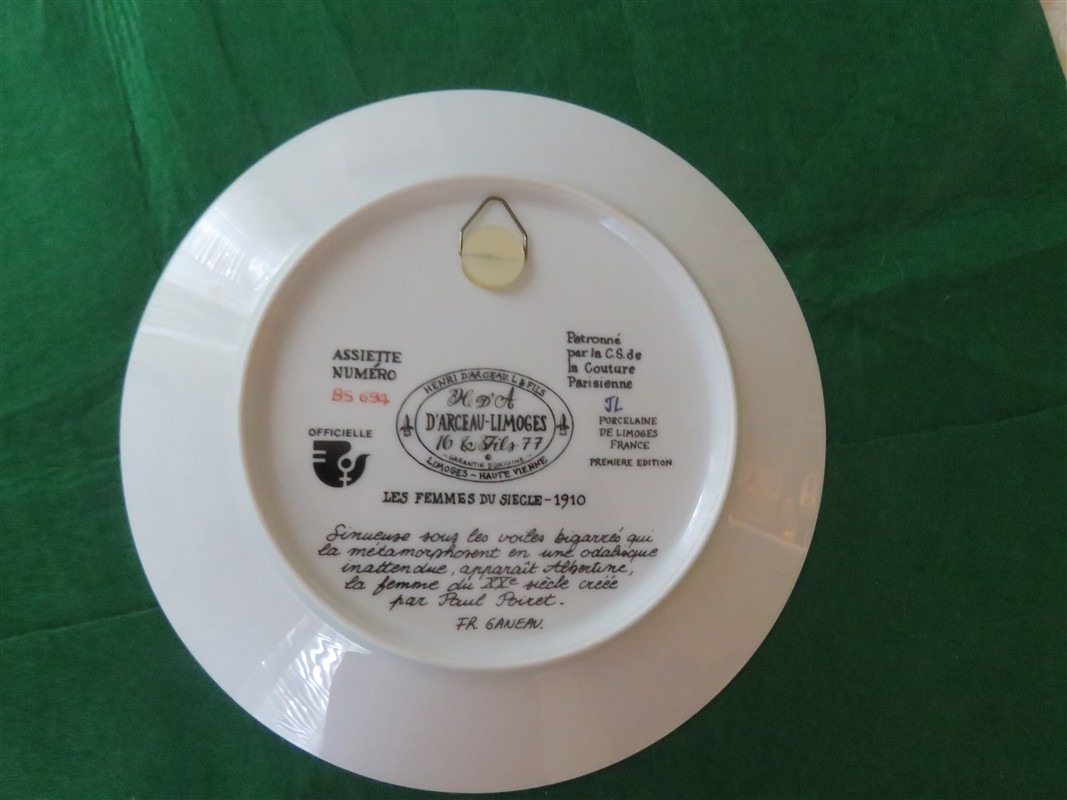 ASSIETTE
NUMÉRO
BS 694
Patronné
par la C.S. de
la Couture
Parisienne
OFFICIELLE
HENRI D'ARCEAU L & FILS
H. D'A
D'ARCEAU-LIMOGES
16 & Fils 77
©
GARANTIE D'ORIGINE
LIMOGES - HAUTE VIENNE
JL
PORCELAINE
DE LIMOGES
FRANCE
PREMIERE EDITION
LES FEMMES DU SIECLE-1910
Sinueuse sous les voiles bigarrés qui
la métamorphosent en une odalisque
inattendue, apparaît Albertine,
la femme du XXe siècle créée
par Paul Poiret.
FR. GANEAU.